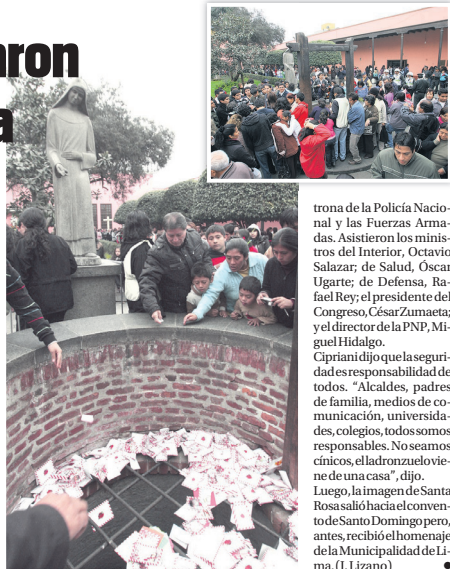 aron
a
trona de la Policía Nacio-
nal y las Fuerzas Arma-
das. Asistieron los minis-
tros del Interior, Octavio
Salazar; de Salud, Óscar
Ugarte; de Defensa, Ra-
fael Rey; el presidente del
Congreso, César Zumaeta;
y el director de la PNP, Mi-
guel Hidalgo.
Cipriani dijo que la seguri-
dad es responsabilidad de
todos. “Alcaldes, padres
de familia, medios de co-
municación, universida-
des, colegios, todos somos
responsables. No seamos
cínicos, el ladronzuelo vie-
ne de una casa”, dijo.
Luego, la imagen de Santa
Rosa salió hacia el conven-
to de Santo Domingo pero,
antes, recibió el homenaje
de la Municipalidad de Li-
ma. (I. Lizano)